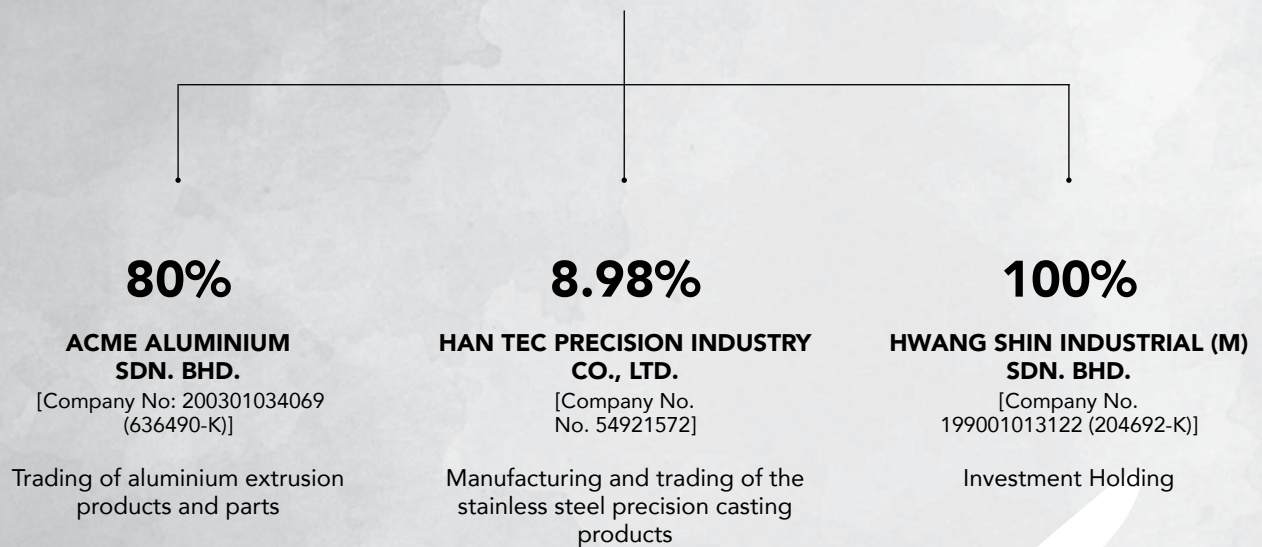 80%
ACME ALUMINIUM
SDN. BHD.
[Company No: 200301034069
(636490-K)]
Trading of aluminium extrusion
products and parts
8.98%
HAN TEC PRECISION INDUSTRY
CO., LTD.
[Company No.
No. 54921572]
Manufacturing and trading of the
stainless steel precision casting
products
100%
HWANG SHIN INDUSTRIAL (M)
SDN. BHD.
[Company No.
199001013122 (204692-K)]
Investment Holding